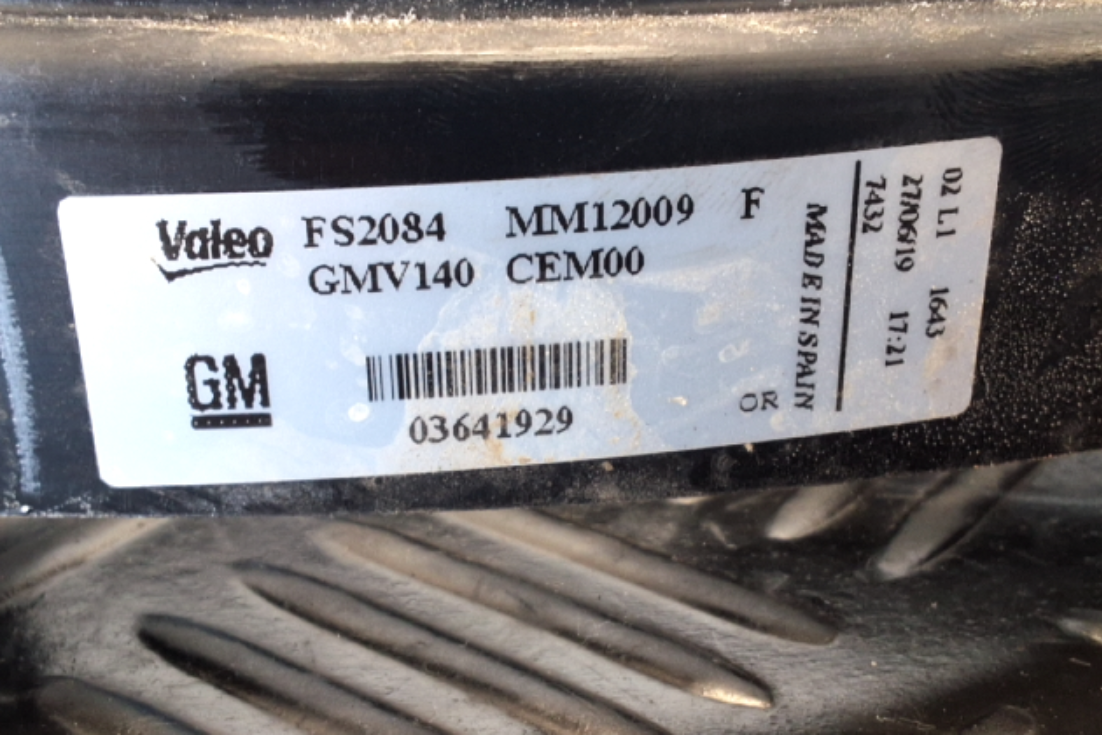 Valeo FS2084 MM12009 F
GMV140 CEM00
GM
03641929
OR
MADE IN SPAIN
7432
27/06/19 17:21
02 L1 1643